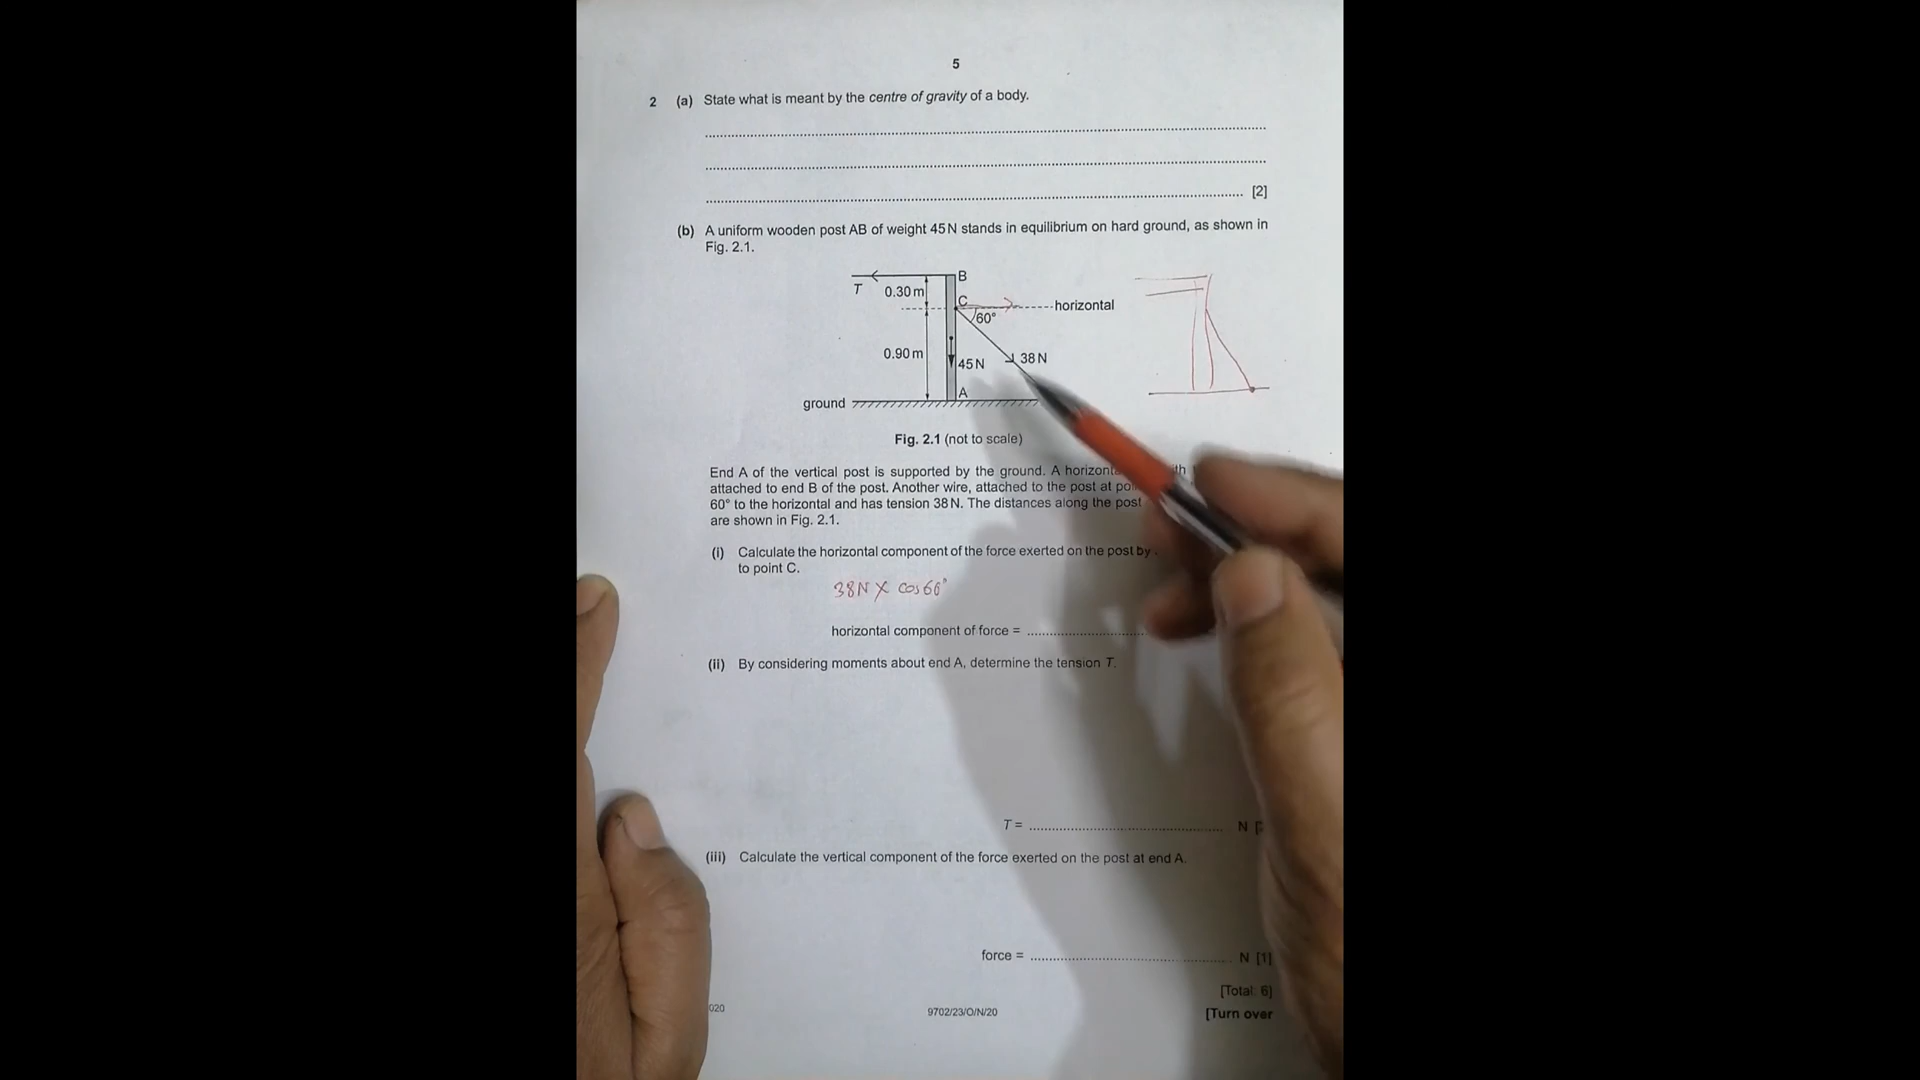 5
2 (a) State what is meant by the centre of gravity of a body.
[2]
(b) A uniform wooden post AB of weight 45 N stands in equilibrium on hard ground, as shown in
Fig. 2.1.
B
T 0.30 m
C
horizontal
60°
0.90 m
38 N
45 N
A
ground
Fig. 2.1 (not to scale)
End A of the vertical post is supported by the ground. A
attached to end B of the post. Another wire, attached to the post at
60° to the horizontal and has tension 38 N. The distances along the post
are shown in Fig. 2.1.
(i) Calculate the horizontal component of the force exerted on the post by
to point C.
38N X cos60°
horizontal component of force =
(ii) By considering moments about end A, determine the tension T.
T = N
(iii) Calculate the vertical component of the force exerted on the post at end A.
force = N [1]
[Total: 6]
020 9702/23/O/N/20 [Turn over